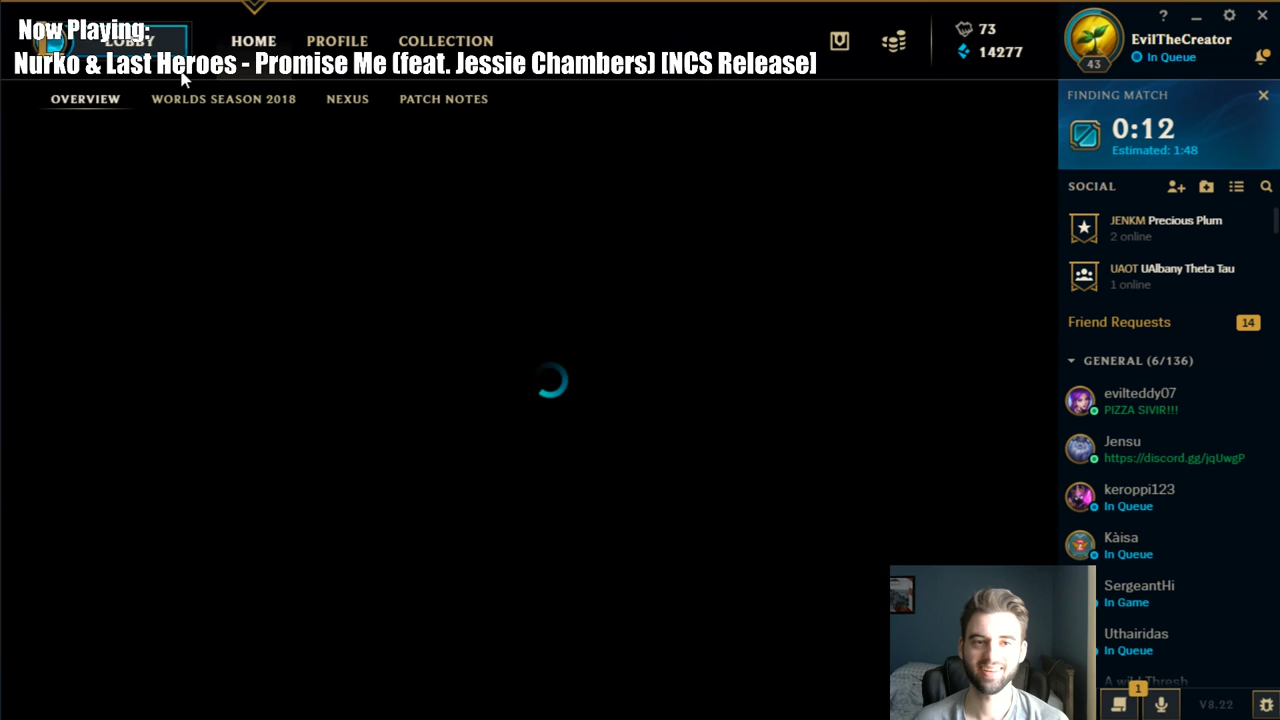 Now Playing:
LOBBY
Nurko & Last Heroes - Promise Me (feat. Jessie Chambers) [NCS Release]
HOME
PROFILE
COLLECTION
73
14277
?
43
EvilTheCreator
In Queue
OVERVIEW
WORLDS SEASON 2018
NEXUS
PATCH NOTES
FINDING MATCH
0:12
Estimated: 1:48
SOCIAL
JENKM Precious Plum
2 online
UAOT UAlbany Theta Tau
1 online
Friend Requests
14
GENERAL (6/136)
evilteddy07
PIZZA SIVIR!!!
Jensu
https://discord.gg/jqUwgP
keroppi123
In Queue
Kàisa
In Queue
SergeantHi
In Game
Uthairidas
In Queue
A wild Thresh
1
V8.22